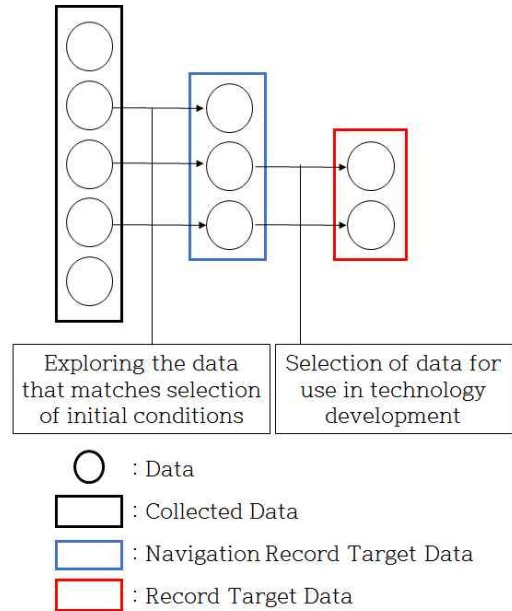 Exploring the data
that matches selection
of initial conditions
Selection of data for
use in technology
development
: Data
: Collected Data
: Navigation Record Target Data
: Record Target Data